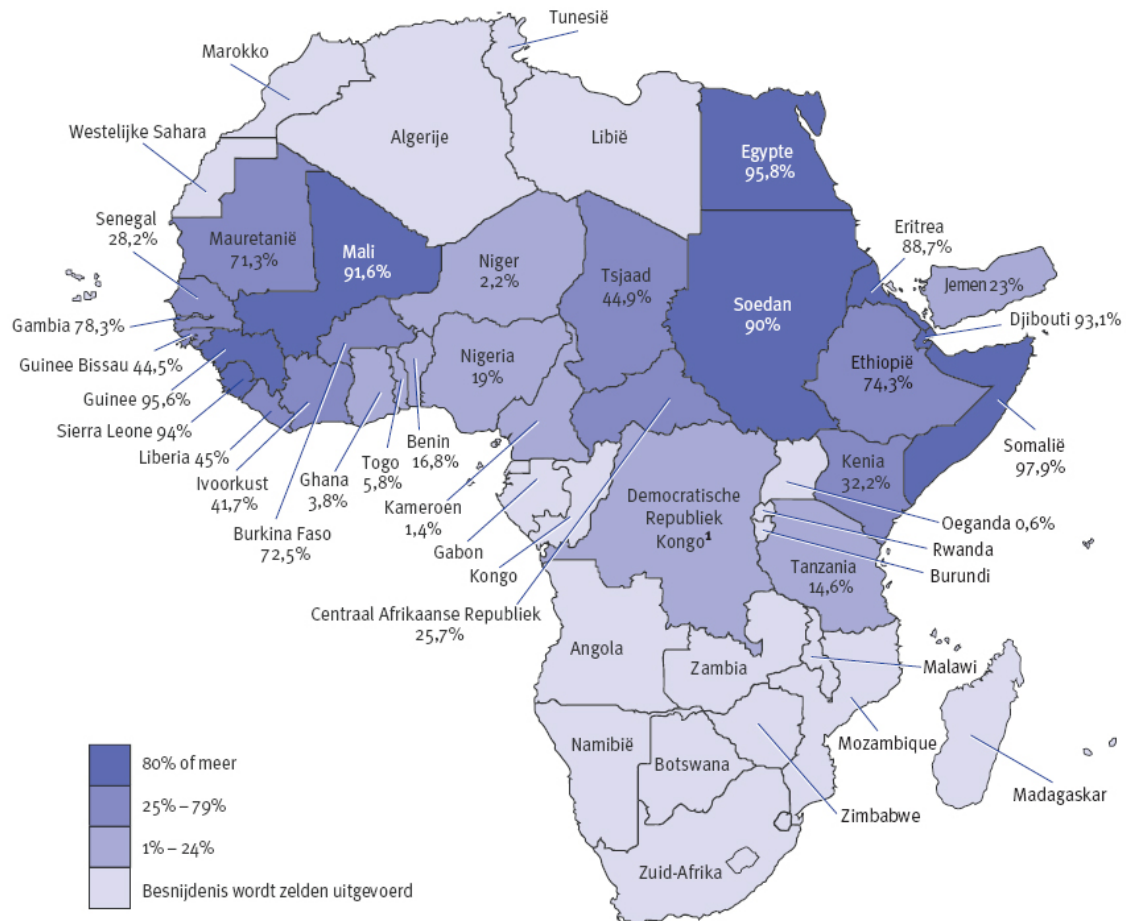 Tunesië
Marokko
Westelijke Sahara
Algerije
Libië
Egypte
95,8%
Senegal
28,2%
Mauretanië
71,3%
Mali
91,6%
Niger
2,2%
Tsjaad
44,9%
Soedan
90%
Eritrea
88,7%
Jemen 23%
Gambia 78,3%
Djibouti 93,1%
Guinee Bissau 44,5%
Nigeria
19%
Ethiopië
74,3%
Guinee 95,6%
Sierra Leone 94%
Liberia 45%
Ivoorkust
41,7%
Burkina Faso
72,5%
Ghana
3,8%
Togo
5,8%
Benin
16,8%
Kameroen
1,4%
Gabon
Kongo
Centraal Afrikaanse Republiek
25,7%
Democratische
Republiek
Kongo¹
Kenia
32,2%
Somalië
97,9%
Oeganda 0,6%
Rwanda
Burundi
Tanzania
14,6%
Angola
Zambia
Malawi
Mozambique
Namibië
Botswana
Zimbabwe
Madagaskar
Zuid-Afrika
80% of meer
25% – 79%
1% – 24%
Besnijdenis wordt zelden uitgevoerd